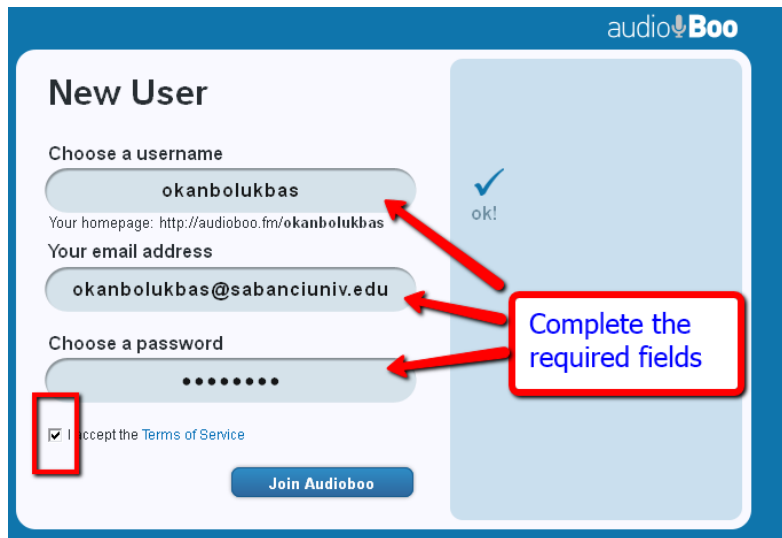 audioBoo
New User
Choose a username
okanbolukbas
Your homepage: http://audioboo.fm/okanbolukbas
ok!
Your email address
okanbolukbas@sabanciuniv.edu
Complete the
required fields
Choose a password
••••••••
I accept the Terms of Service
Join Audioboo